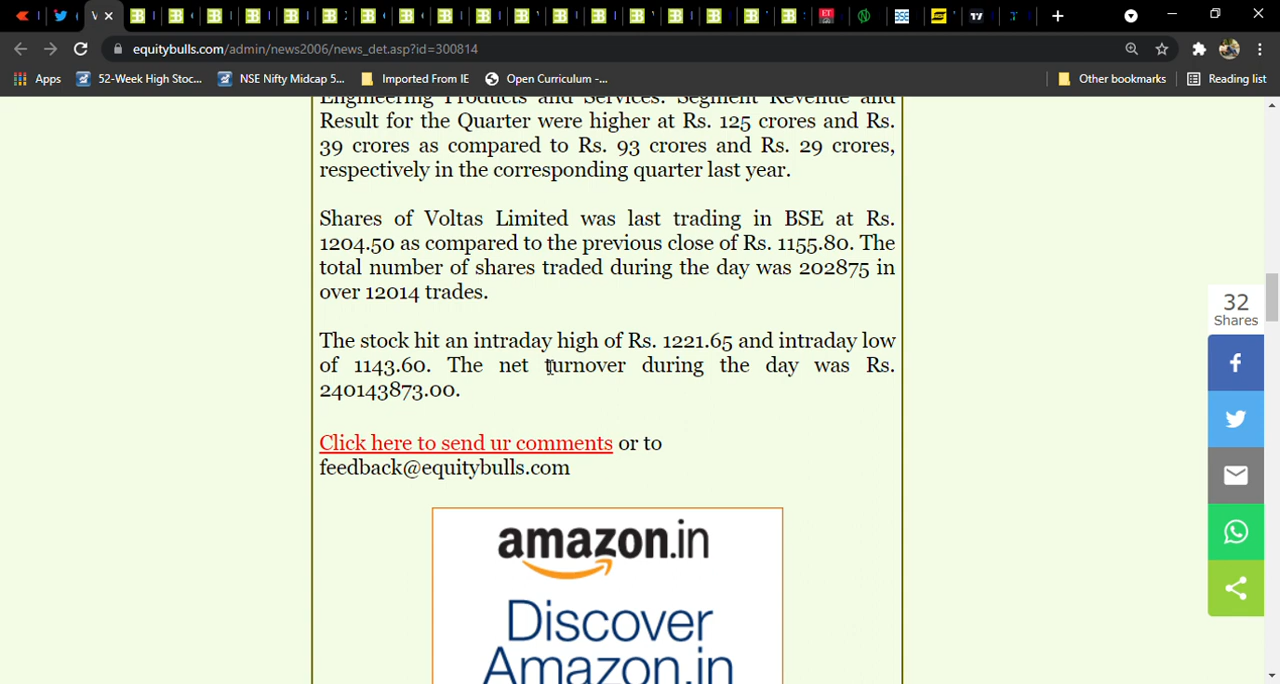 equitybulls.com/admin/news2006/news_det.asp?id=300814
Apps 52-Week High Stoc... NSE Nifty Midcap 5... Imported From IE Open Curriculum -... Other bookmarks Reading list
Engineering Products and Services. Segment Revenue and
Result for the Quarter were higher at Rs. 125 crores and Rs.
39 crores as compared to Rs. 93 crores and Rs. 29 crores,
respectively in the corresponding quarter last year.
Shares of Voltas Limited was last trading in BSE at Rs.
1204.50 as compared to the previous close of Rs. 1155.80. The
total number of shares traded during the day was 202875 in
over 12014 trades.
The stock hit an intraday high of Rs. 1221.65 and intraday low
of 1143.60. The net turnover during the day was Rs.
240143873.00.
Click here to send ur comments or to
feedback@equitybulls.com
amazon.in
Discover
Amazon.in
32
Shares